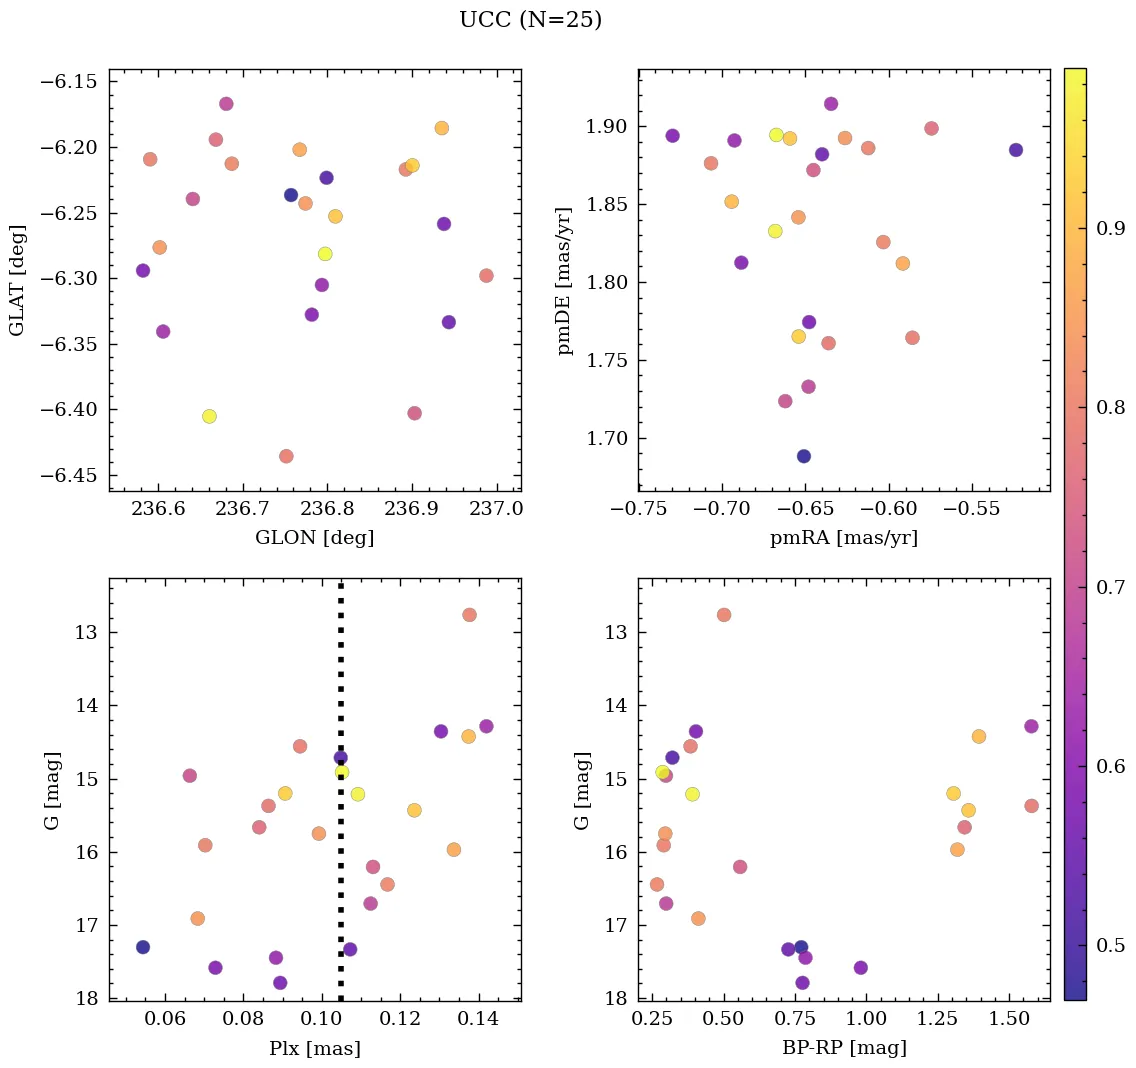 UCC (N=25)
−6.15
−6.20
−6.25
−6.30
−6.35
−6.40
−6.45
GLAT [deg]
236.6 236.7 236.8 236.9 237.0
GLON [deg]
1.90
1.85
1.80
1.75
1.70
pmDE [mas/yr]
−0.75 −0.70 −0.65 −0.60 −0.55
pmRA [mas/yr]
13
14
15
16
17
18
G [mag]
0.06 0.08 0.10 0.12 0.14
Plx [mas]
13
14
15
16
17
18
G [mag]
0.25 0.50 0.75 1.00 1.25 1.50
BP-RP [mag]
0.9
0.8
0.7
0.6
0.5